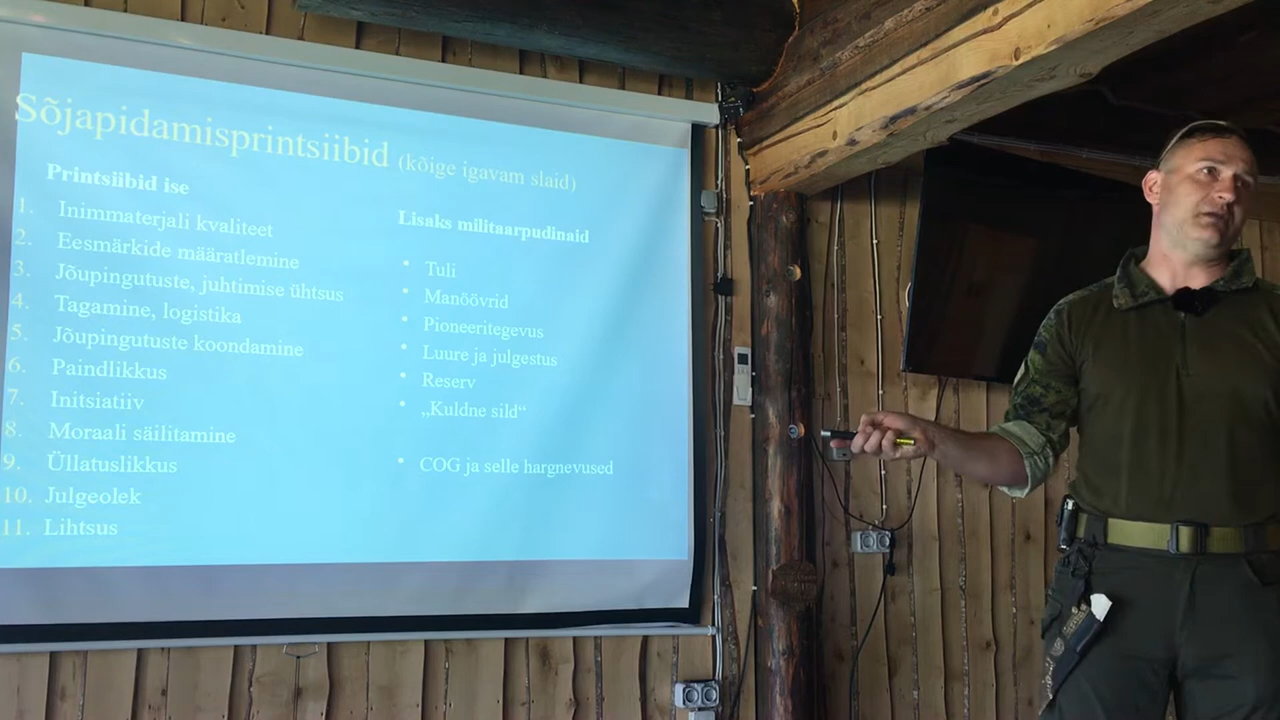 Sõjapidamisprintsiibid (kõige igavam slaid)
Printsiibid ise
1. Inimmaterjali kvaliteet
2. Eesmärkide määratlemine
3. Jõupingutuste, juhtimise ühtsus
4. Tagamine, logistika
5. Jõupingutuste koondamine
6. Paindlikkus
7. Initsiatiiv
8. Moraali säilitamine
9. Üllatuslikkus
10. Julgeolek
11. Lihtsus
Lisaks militaarpudinaid
• Tuli
• Manöövrid
• Pioneeritegevus
• Luure ja julgestus
• Reserv
• „Kuldne sild“
• COG ja selle hargnevused